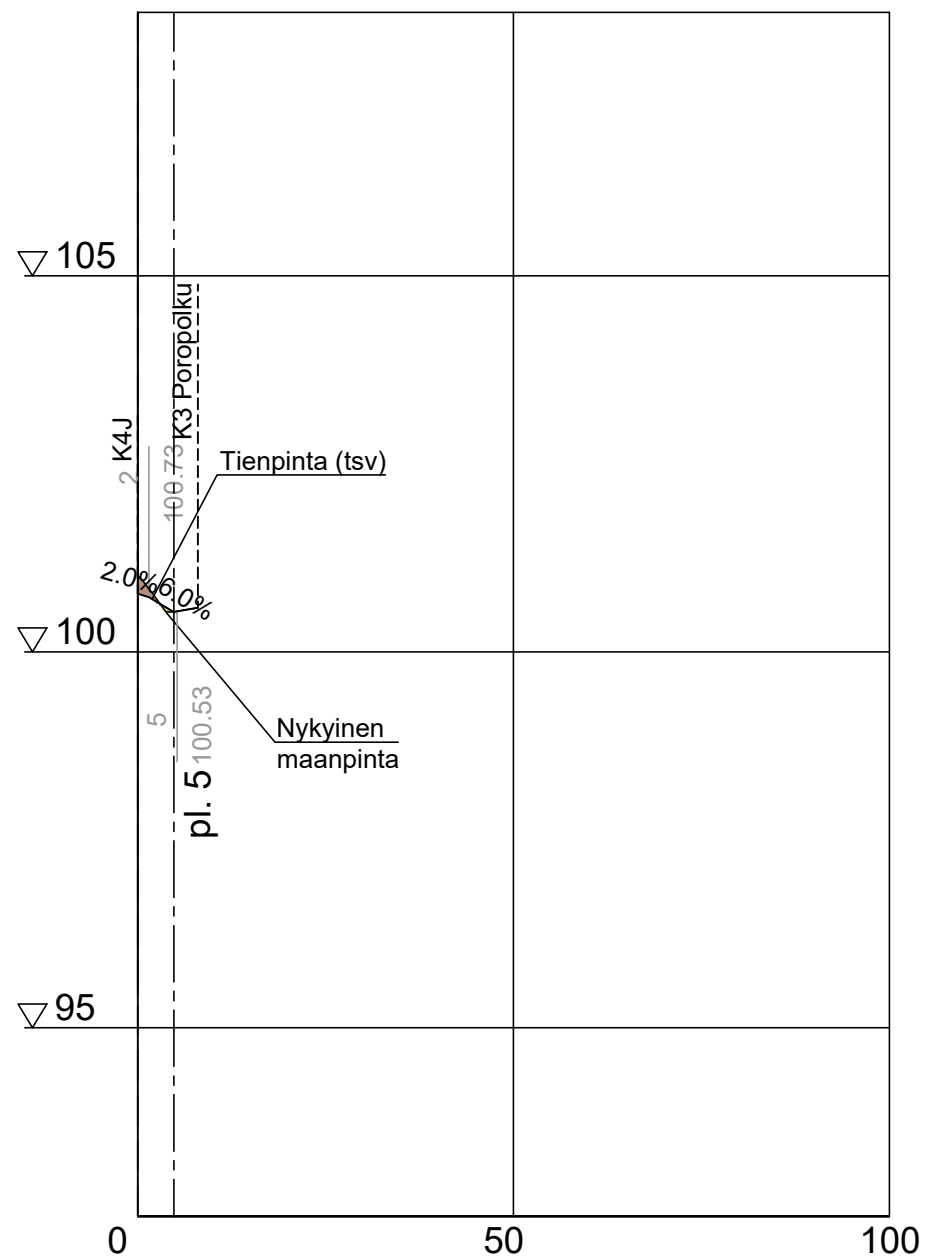 105
K3 Poropolku
K4J
2
100.73
Tienpinta (tsv)
2.0%
6.0%
100
5
100.53
Nykyinen
maanpinta
pl. 5
95
0
50
100